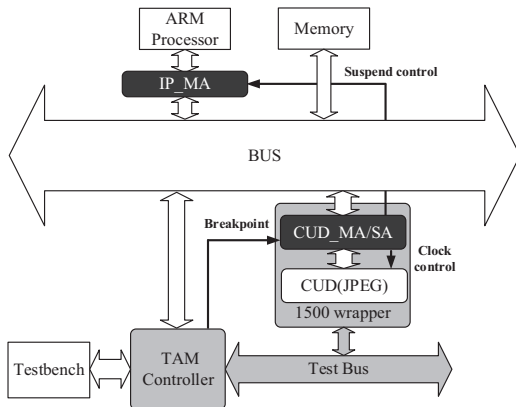 ARM
Processor
Memory
IP_MA
Suspend control
BUS
Breakpoint
CUD_MA/SA
Clock
control
CUD(JPEG)
1500 wrapper
Testbench
TAM
Controller
Test Bus